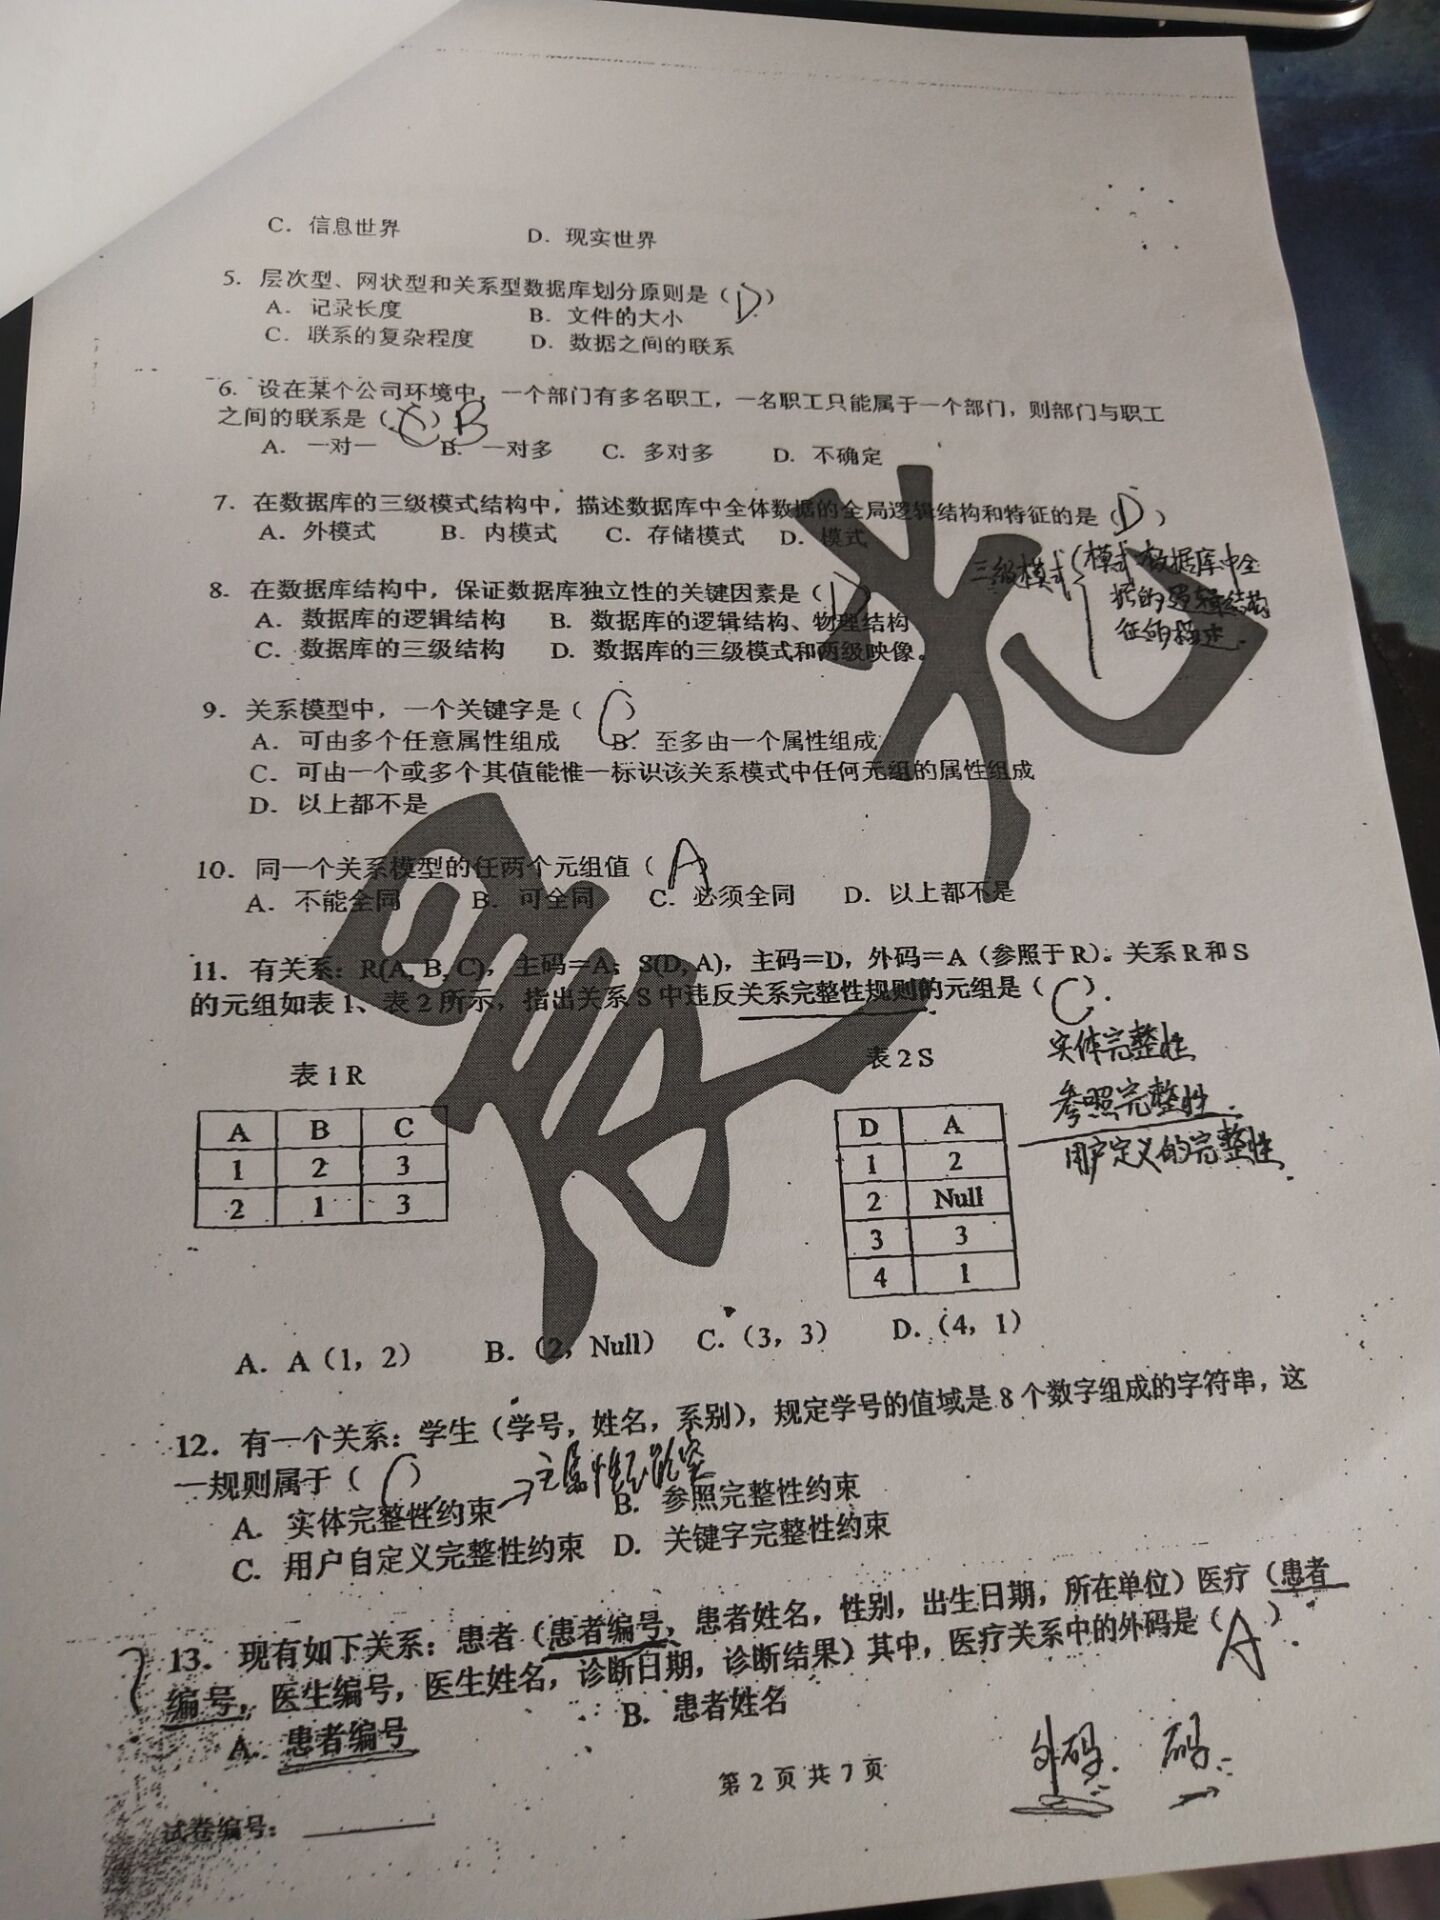 C. 信息世界 D. 现实世界
5. 层次型、网状型和关系型数据库划分原则是（D）
A. 记录长度 B. 文件的大小
C. 联系的复杂程度 D. 数据之间的联系
6. 设在某个公司环境中，一个部门有多名职工，一名职工只能属于一个部门，则部门与职工
之间的联系是（C）B
A. 一对一 B. 一对多 C. 多对多 D. 不确定
7. 在数据库的三级模式结构中，描述数据库中全体数据的全局逻辑结构和特征的是（D）
A. 外模式 B. 内模式 C. 存储模式 D. 模式
三级模式 模式 数据库中全
据的逻辑结构
征的描述.
8. 在数据库结构中，保证数据库独立性的关键因素是（D
A. 数据库的逻辑结构 B. 数据库的逻辑结构、物理结构
C. 数据库的三级结构 D. 数据库的三级模式和两级映像。
9. 关系模型中，一个关键字是（C）
A. 可由多个任意属性组成 B. 至多由一个属性组成
C. 可由一个或多个其值能惟一标识该关系模式中任何元组的属性组成
D. 以上都不是
10. 同一个关系模型的任两个元组值（A
A. 不能全同 B. 可全同 C. 必须全同 D. 以上都不是
11. 有关系：R(A, B, C)，主码＝A；S(D, A)，主码＝D，外码＝A（参照于 R）。关系 R 和 S
的元组如表 1、表 2 所示，指出关系 S 中违反关系完整性规则的元组是（C）.
实体完整性
参照完整性.
用户定义的完整性.
表 1 R 表 2 S
A B C
1 2 3
2 1 3
D A
1 2
2 Null
3 3
4 1
A. A（1，2） B.（2，Null） C.（3，3） D.（4，1）
12. 有一个关系：学生（学号，姓名，系别），规定学号的值域是 8 个数字组成的字符串，这
一规则属于（C）
A. 实体完整性约束 → 主属性不能空 B. 参照完整性约束
C. 用户自定义完整性约束 D. 关键字完整性约束
13. 现有如下关系：患者（患者编号，患者姓名，性别，出生日期，所在单位）医疗（患者
编号，医生编号，医生姓名，诊断日期，诊断结果）其中，医疗关系中的外码是（A）.
A. 患者编号 B. 患者姓名
外码. 码.
第 2 页 共 7 页
试卷编号：